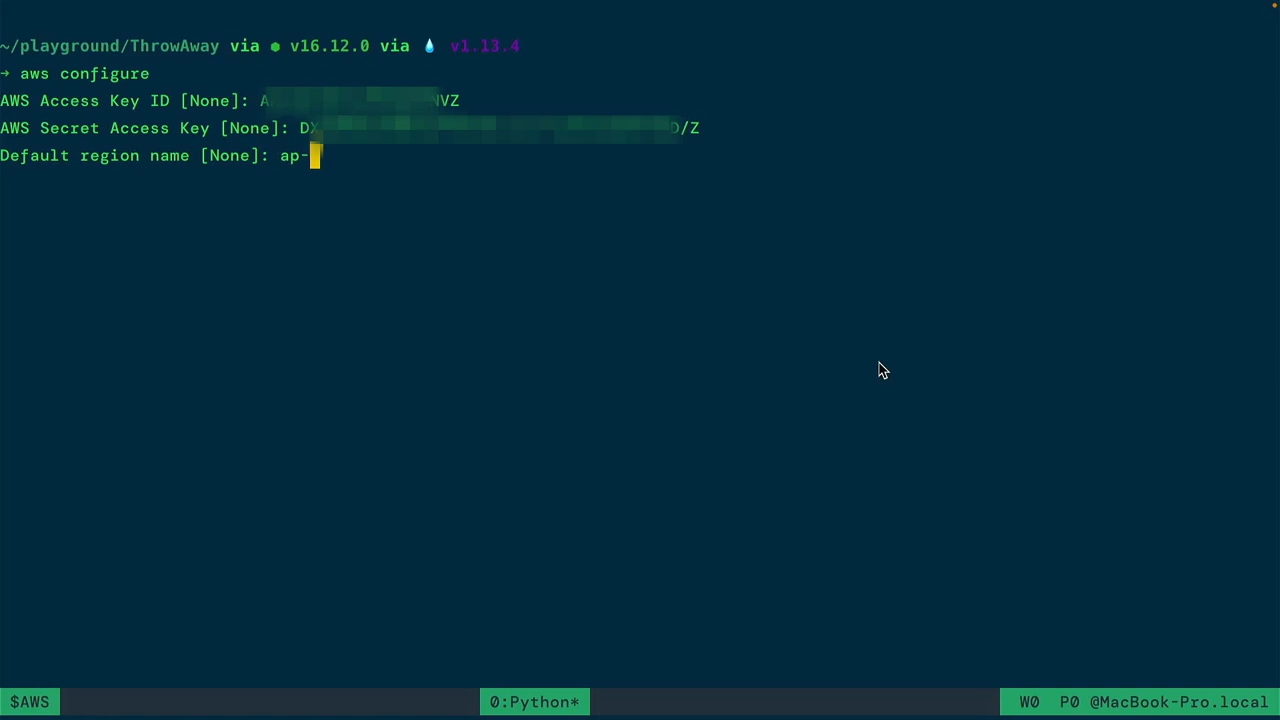 ~/playground/ThrowAway via ⬢ v16.12.0 via 💧 v1.13.4
➜ aws configure
AWS Access Key ID [None]: A NVZ
AWS Secret Access Key [None]: DX D/Z
Default region name [None]: ap-
$AWS 0:Python* W0 P0 @MacBook-Pro.local